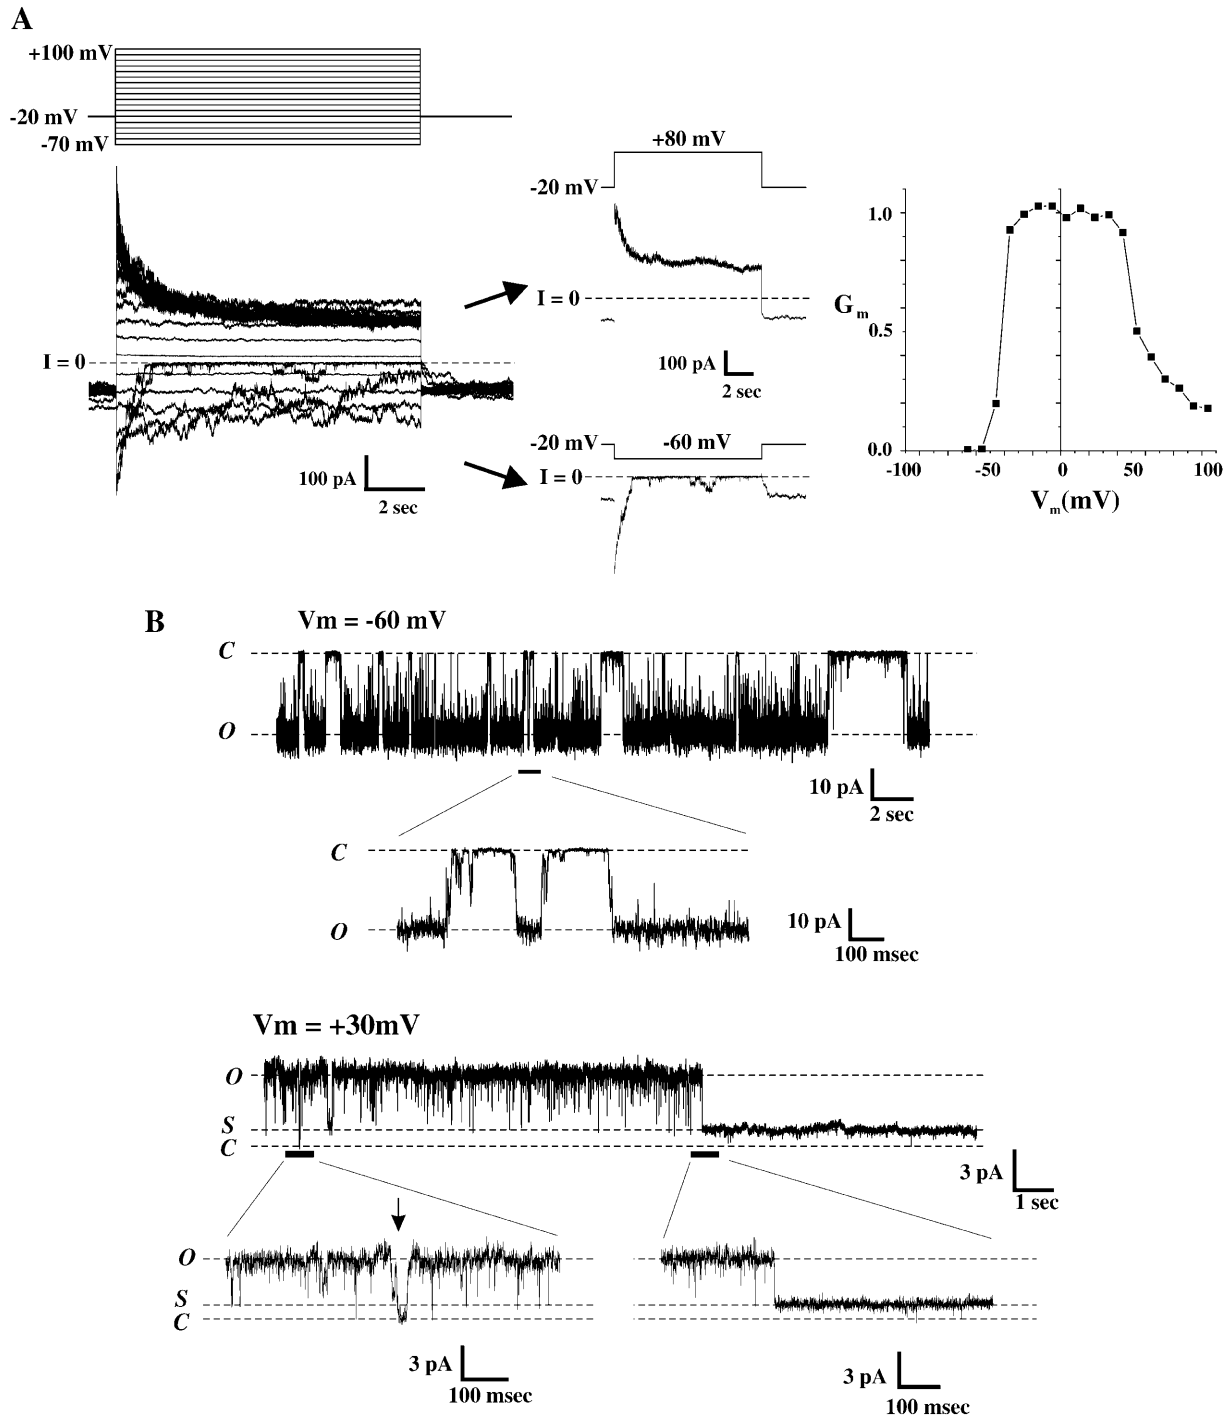 A
+100 mV
-20 mV
-70 mV
I = 0
100 pA
2 sec
+80 mV
-20 mV
I = 0
100 pA
2 sec
-20 mV
-60 mV
I = 0
1.0
Gm
0.5
0.0
-100
-50
0
50
100
Vm(mV)
B
Vm = -60 mV
C
O
10 pA
2 sec
C
O
10 pA
100 msec
Vm = +30mV
O
S
C
3 pA
1 sec
O
S
C
3 pA
100 msec
3 pA
100 msec